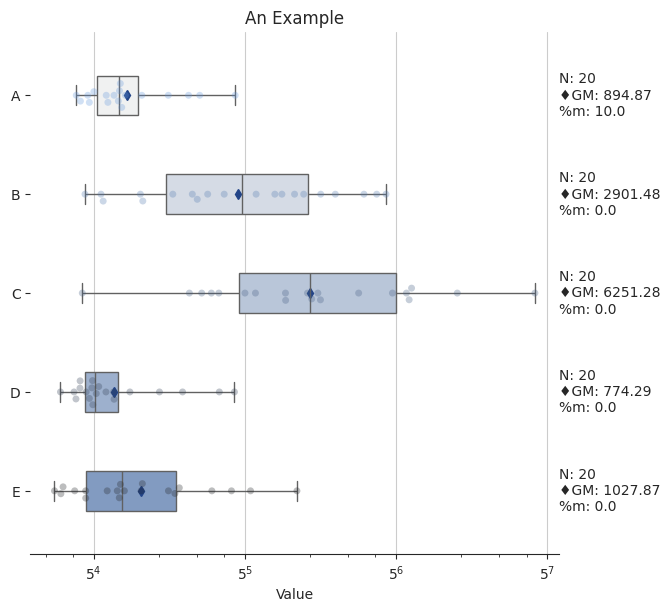 An Example
A
N: 20
♦GM: 894.87
%m: 10.0
B
N: 20
♦GM: 2901.48
%m: 0.0
C
N: 20
♦GM: 6251.28
%m: 0.0
D
N: 20
♦GM: 774.29
%m: 0.0
E
N: 20
♦GM: 1027.87
%m: 0.0
5⁴ 5⁵ 5⁶ 5⁷
Value